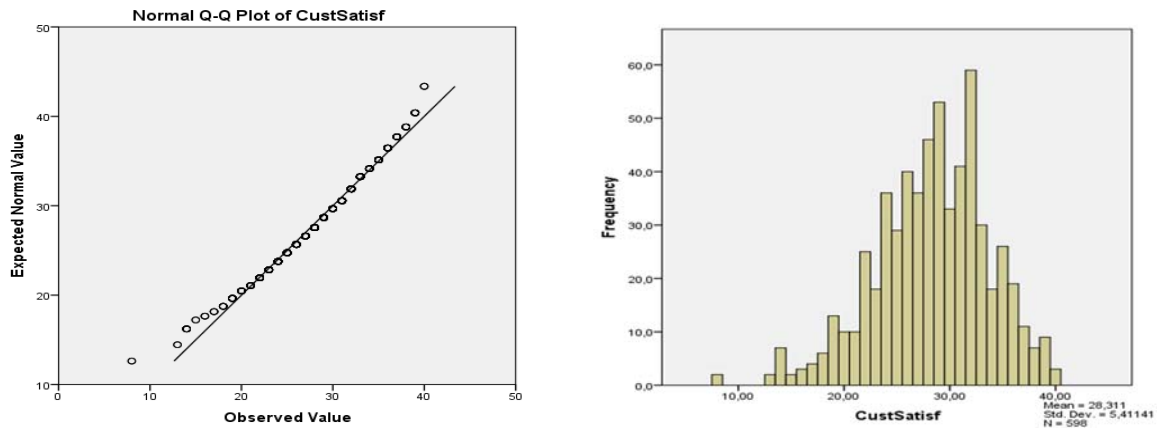 Normal Q-Q Plot of CustSatisf
50
40
30
20
10
Expected Normal Value
0 10 20 30 40 50
Observed Value
60,0
50,0
40,0
30,0
20,0
10,0
0,0
Frequency
10,00 20,00 30,00 40,00
CustSatisf
Mean = 28,311
Std. Dev. = 5,41141
N = 598